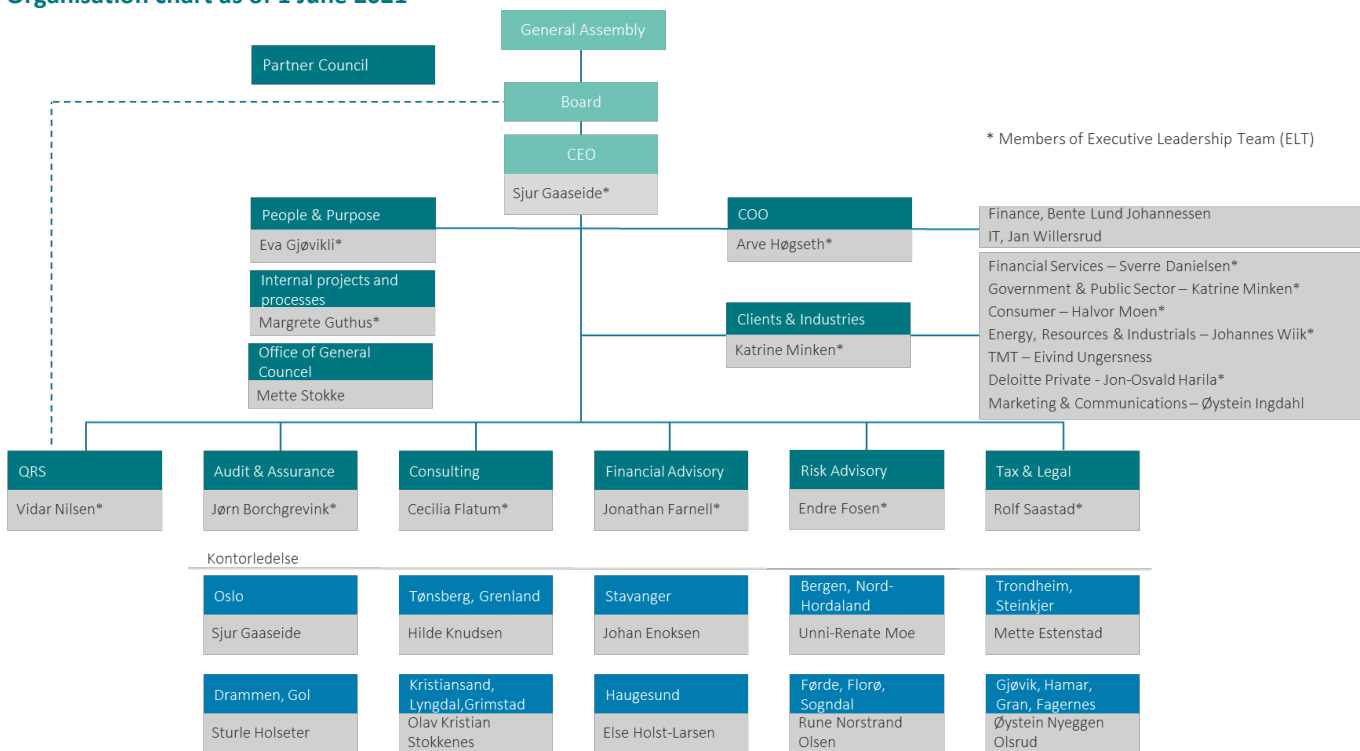 Organisation chart as of 1 June 2021
General Assembly
Partner Council
Board
* Members of Executive Leadership Team (ELT)
CEO
Sjur Gaaseide*
People & Purpose
Eva Gjøvikli*
COO
Arve Høgseth*
Finance, Bente Lund Johannessen
IT, Jan Willersrud
Internal projects and
processes
Margrete Guthus*
Clients & Industries
Katrine Minken*
Financial Services – Sverre Danielsen*
Government & Public Sector – Katrine Minken*
Consumer – Halvor Moen*
Energy, Resources & Industrials – Johannes Wiik*
TMT – Eivind Ungersness
Deloitte Private - Jon-Osvald Harila*
Marketing & Communications – Øystein Ingdahl
Office of General
Councel
Mette Stokke
QRS
Vidar Nilsen*
Audit & Assurance
Jørn Borchgrevink*
Consulting
Cecilia Flatum*
Financial Advisory
Jonathan Farnell*
Risk Advisory
Endre Fosen*
Tax & Legal
Rolf Saastad*
Kontorledelse
Oslo
Sjur Gaaseide
Tønsberg, Grenland
Hilde Knudsen
Stavanger
Johan Enoksen
Bergen, Nord-
Hordaland
Unni-Renate Moe
Trondheim,
Steinkjer
Mette Estenstad
Drammen, Gol
Sturle Holseter
Kristiansand,
Lyngdal,Grimstad
Olav Kristian
Stokkenes
Haugesund
Else Holst-Larsen
Førde, Florø,
Sogndal
Rune Norstrand
Olsen
Gjøvik, Hamar,
Gran, Fagernes
Øystein Nyeggen
Olsrud